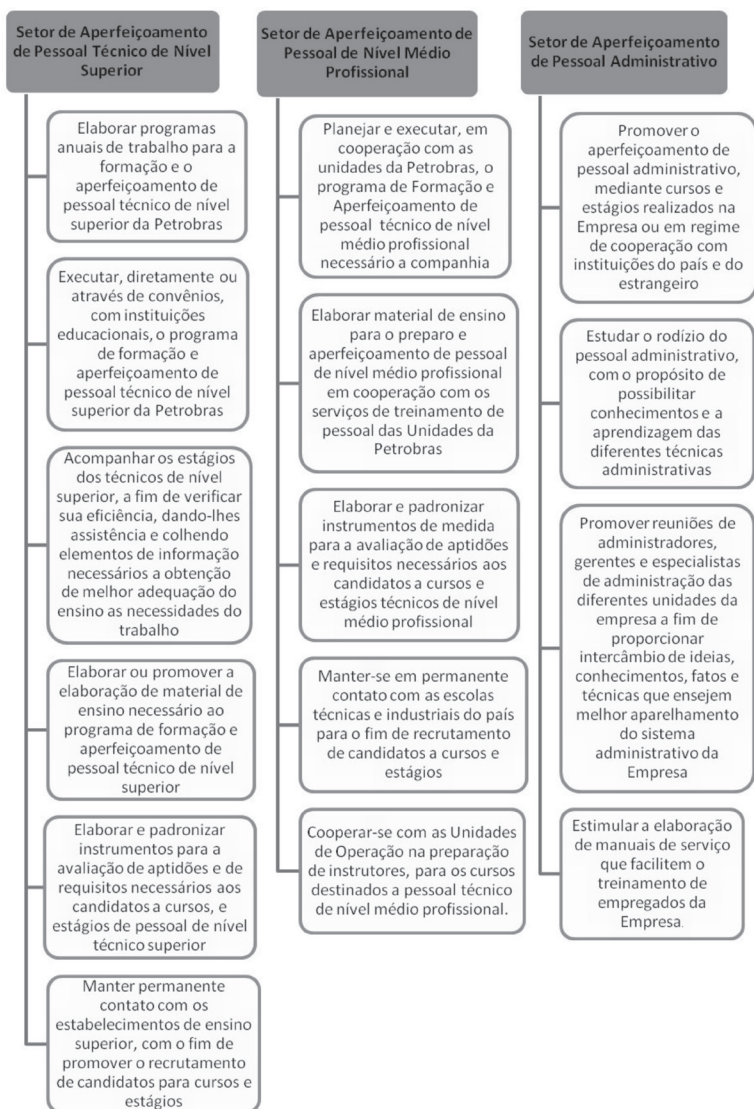 Setor de Aperfeiçoamento
de Pessoal Técnico de Nível
Superior
Elaborar programas
anuais de trabalho para a
formação e o
aperfeiçoamento de
pessoal técnico de nível
superior da Petrobras
Executar, diretamente ou
através de convênios,
com instituições
educacionais, o programa
de formação e
aperfeiçoamento de
pessoal técnico de nível
superior da Petrobras
Acompanhar os estágios
dos técnicos de nível
superior, a fim de verificar
sua eficiência, dando-lhes
assistência e colhendo
elementos de informação
necessários a obtenção
de melhor adequação do
ensino as necessidades do
trabalho
Elaborar ou promover a
elaboração de material de
ensino necessário ao
programa de formação e
aperfeiçoamento de
pessoal técnico de nível
superior
Elaborar e padronizar
instrumentos para a
avaliação de aptidões e de
requisitos necessários aos
candidatos a cursos, e
estágios de pessoal de nível
técnico superior
Manter permanente
contato com os
estabelecimentos de ensino
superior, com o fim de
promover o recrutamento
de candidatos para cursos e
estágios
Setor de Aperfeiçoamento de
Pessoal de Nível Médio
Profissional
Planejar e executar, em
cooperação com as
unidades da Petrobras, o
programa de Formação e
Aperfeiçoamento de
pessoal técnico de nível
médio profissional
necessário a companhia
Elaborar material de ensino
para o preparo e
aperfeiçoamento de pessoal
de nível médio profissional
em cooperação com os
serviços de treinamento de
pessoal das Unidades da
Petrobras
Elaborar e padronizar
instrumentos de medida
para a avaliação de aptidões
e requisitos necessários aos
candidatos a cursos e
estágios técnicos de nível
médio profissional
Manter-se em permanente
contato com as escolas
técnicas e industriais do país
para o fim de recrutamento
de candidatos a cursos e
estágios
Cooperar-se com as Unidades
de Operação na preparação
de instrutores, para os cursos
destinados a pessoal técnico
de nível médio profissional.
Setor de Aperfeiçoamento
de Pessoal Administrativo
Promover o
aperfeiçoamento de
pessoal administrativo,
mediante cursos e
estágios realizados na
Empresa ou em regime
de cooperação com
instituições do país e do
estrangeiro
Estudar o rodízio do
pessoal administrativo,
com o propósito de
possibilitar
conhecimentos e a
aprendizagem das
diferentes técnicas
administrativas
Promover reuniões de
administradores,
gerentes e especialistas
de administração das
diferentes unidades da
empresa a fim de
proporcionar
intercâmbio de ideias,
conhecimentos, fatos e
técnicas que ensejem
melhor aparelhamento
do sistema
administrativo da
Empresa
Estimular a elaboração
de manuais de serviço
que facilitem o
treinamento de
empregados da
Empresa.